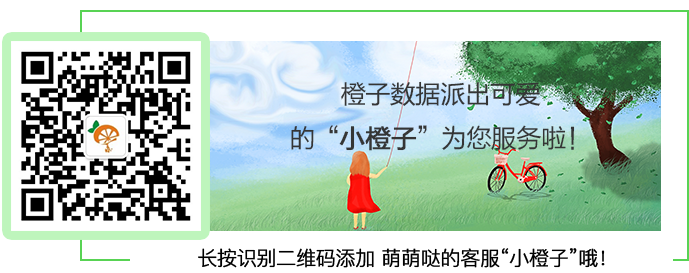 橙子数据派出可爱
的“小橙子”为您服务啦！
长按识别二维码添加 萌萌哒的客服“小橙子”哦！